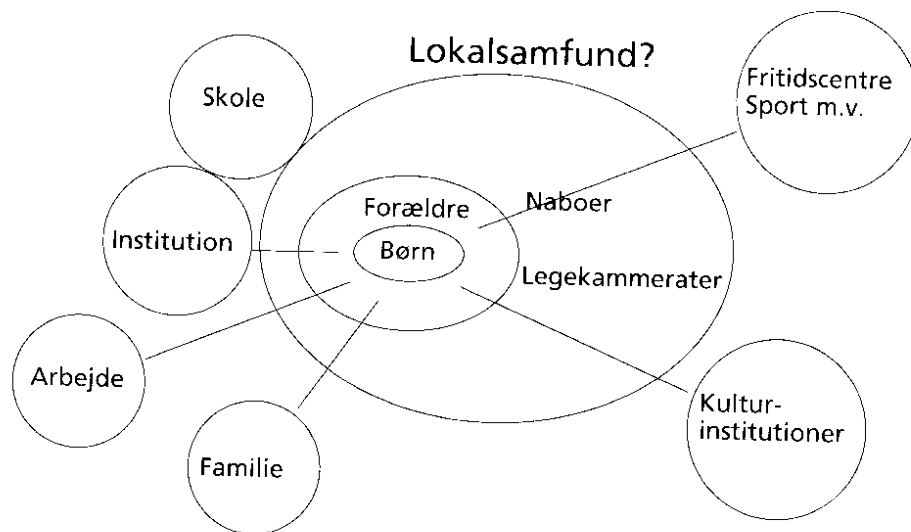 Lokalsamfund?
Skole
Fritidscentre
Sport m.v.
Forældre
Naboer
Institution
Børn
Legekammerater
Arbejde
Kultur-
institutioner
Familie